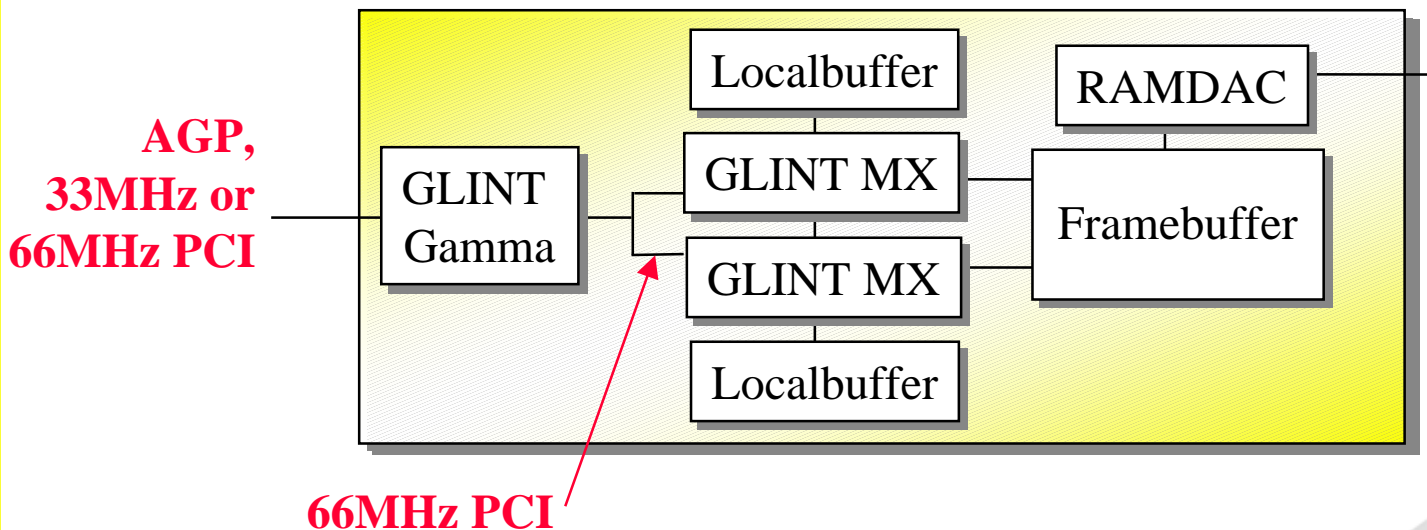 AGP,
33MHz or
66MHz PCI
GLINT
Gamma
Localbuffer
GLINT MX
GLINT MX
Localbuffer
RAMDAC
Framebuffer
66MHz PCI